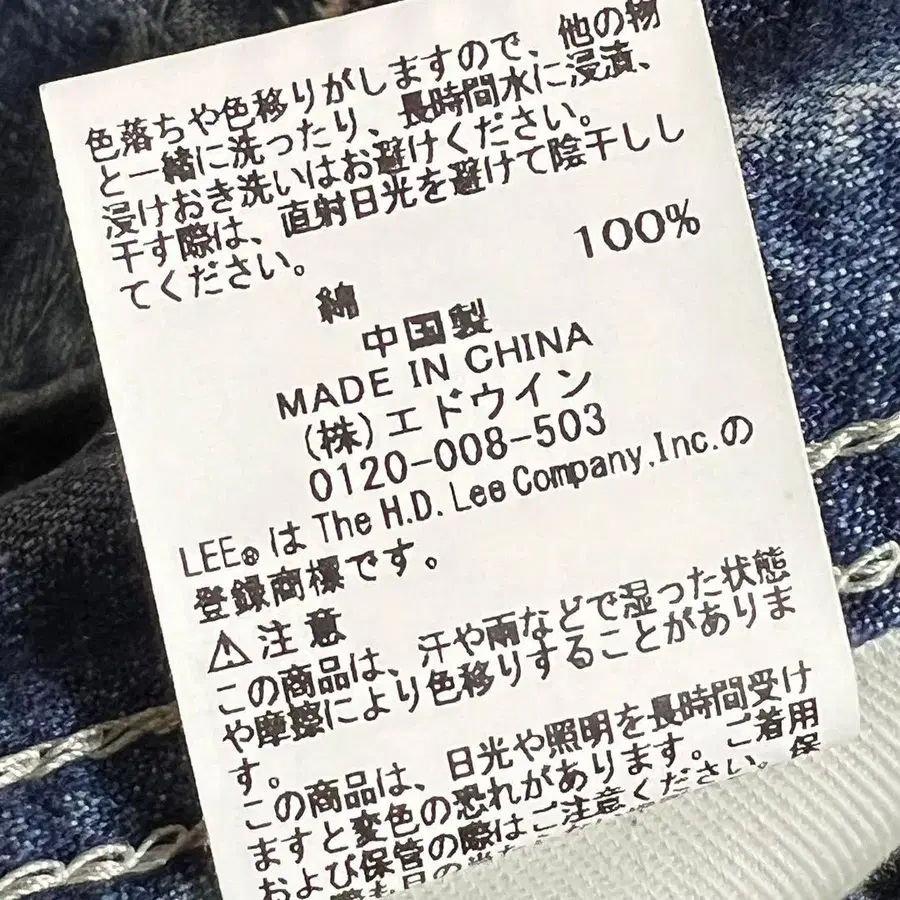 色落ちや色移りがしますので、他の物
と一緒に洗ったり、長時間水に浸漬、
浸けおき洗いはお避けください。
干す際は、直射日光を避けて陰干しし
てください。
綿 100%
中国製
MADE IN CHINA
(株)エドウイン
0120-008-503
LEE®は The H.D. Lee Company,Inc.の
登録商標です。
⚠注意
この商品は、汗や雨などで湿った状態
や摩擦により色移りすることがありま
す。
この商品は、日光や照明を長時間受け
ますと変色の恐れがあります。ご着用
および保管の際はご注意ください。保